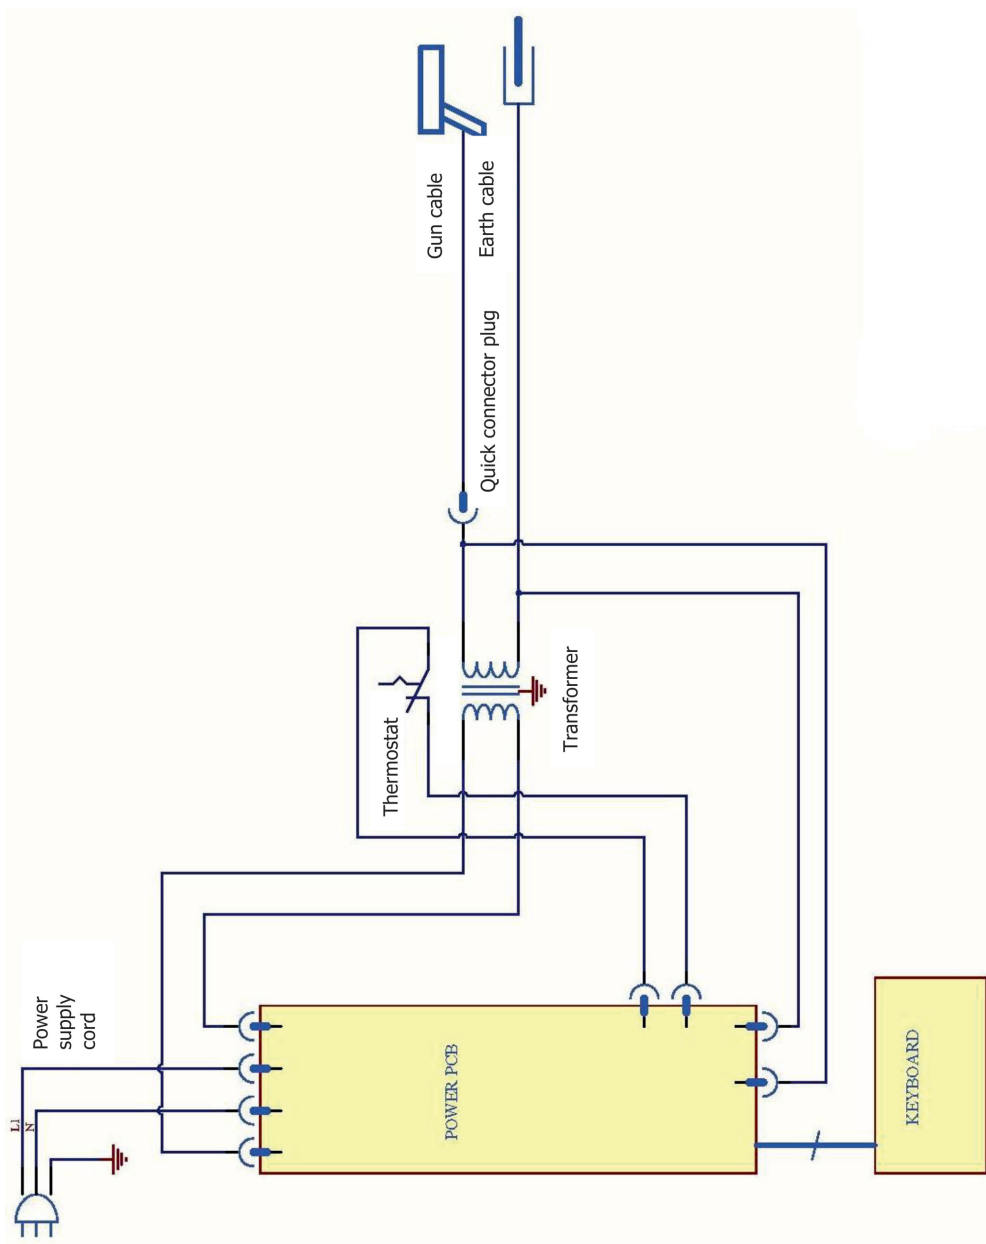 Gun cable
Earth cable
Quick connector plug
Thermostat
Transformer
Power
supply
cord
L1
N
POWER PCB
KEYBOARD